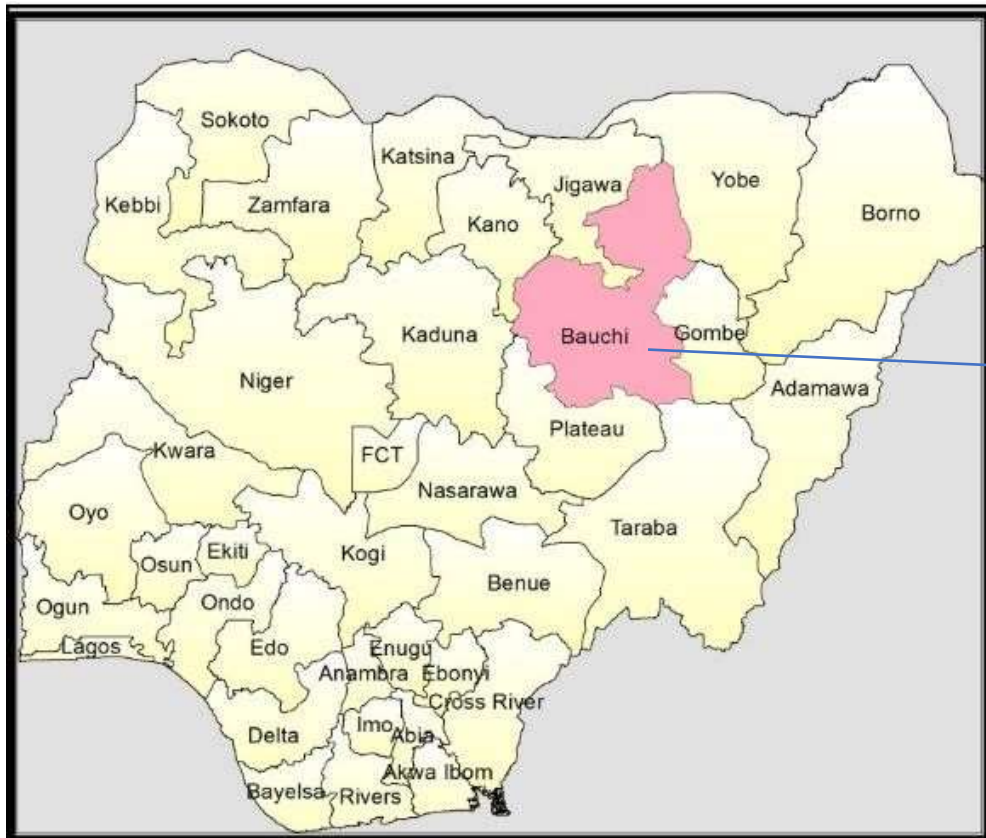 Sokoto
Katsina
Kebbi
Zamfara
Kano
Jigawa
Yobe
Borno
Kaduna
Bauchi
Gombe
Niger
Adamawa
Plateau
FCT
Kwara
Nasarawa
Oyo
Taraba
Osun
Ekiti
Kogi
Benue
Ogun
Ondo
Lagos
Edo
Enugu
Anambra
Ebonyi
Cross River
Delta
Imo
Abia
Akwa Ibom
Bayelsa
Rivers